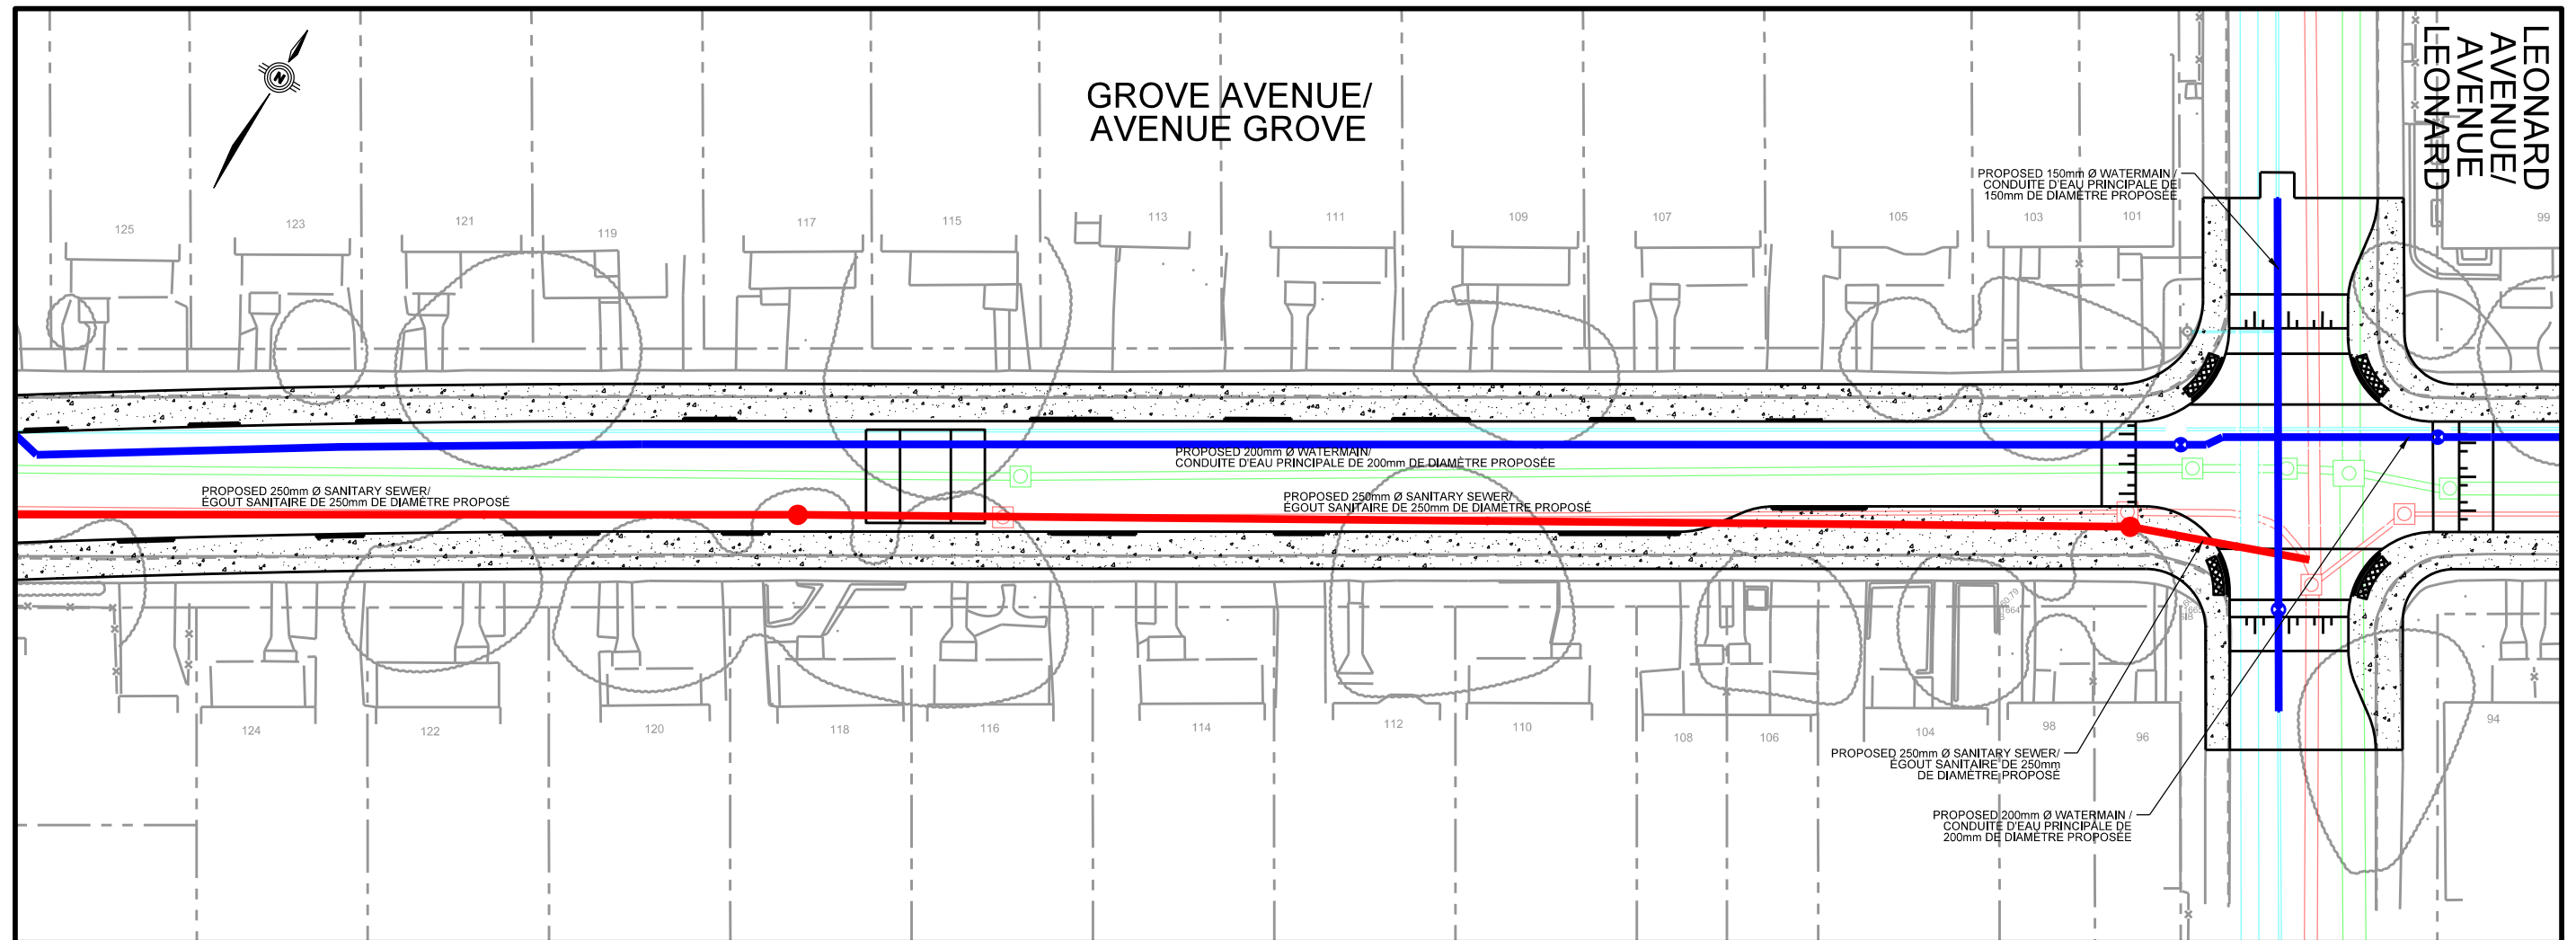 N
GROVE AVENUE/
AVENUE GROVE
LEONARD
AVENUE/
AVENUE
LEONARD
PROPOSED 150mm Ø WATERMAIN /
CONDUITE D'EAU PRINCIPALE DE
150mm DE DIAMÈTRE PROPOSÉE
125
123
121
119
117
115
113
111
109
107
105
103
101
99
PROPOSED 200mm Ø WATERMAIN/
CONDUITE D'EAU PRINCIPALE DE 200mm DE DIAMÈTRE PROPOSÉE
PROPOSED 250mm Ø SANITARY SEWER/
ÉGOUT SANITAIRE DE 250mm DE DIAMÈTRE PROPOSÉ
PROPOSED 250mm Ø SANITARY SEWER/
ÉGOUT SANITAIRE DE 250mm DE DIAMÈTRE PROPOSÉ
124
122
120
118
116
114
112
110
108
106
104
98
96
94
PROPOSED 250mm Ø SANITARY SEWER/
ÉGOUT SANITAIRE DE 250mm
DE DIAMÈTRE PROPOSÉ
PROPOSED 200mm Ø WATERMAIN /
CONDUITE D'EAU PRINCIPALE DE
200mm DE DIAMÈTRE PROPOSÉE